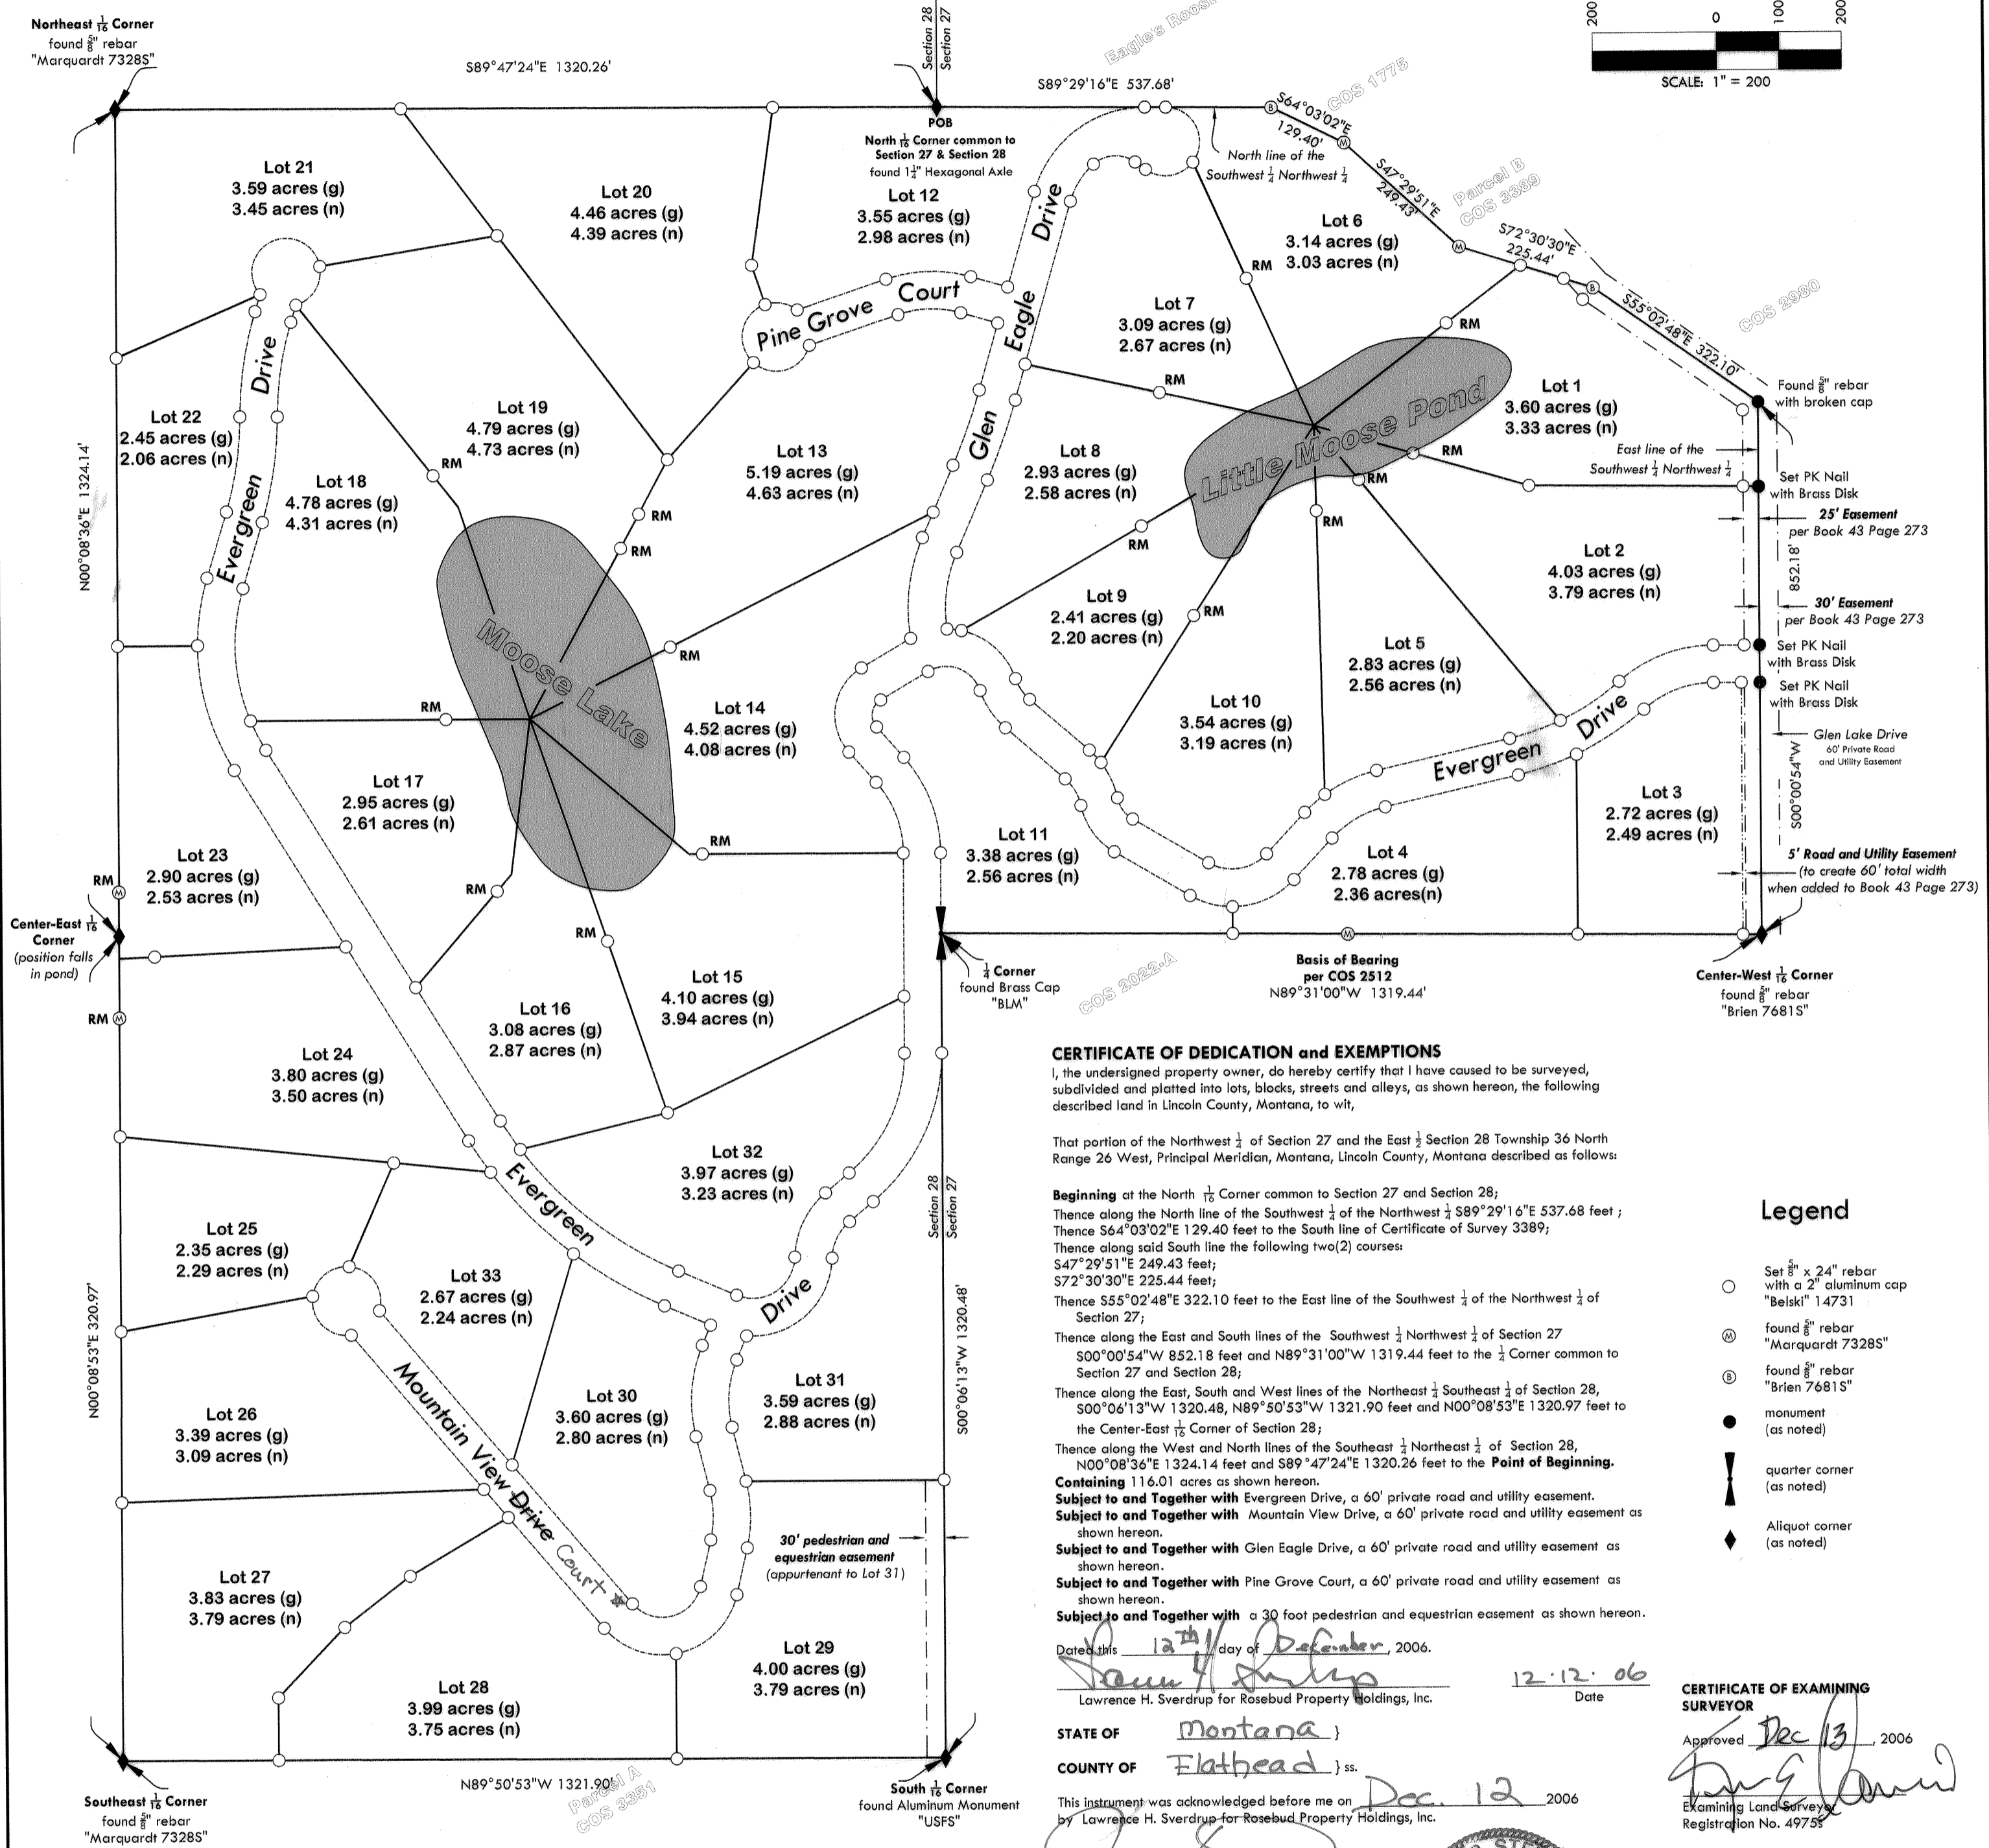 Northeast 1/16 Corner
found 5/8" rebar
"Marquardt 7328S"
S89°47'24"E 1320.26'
Section 28
Section 27
Eagle's Roost
S89°29'16"E 537.68'
COS 1775
200
0
100
200
SCALE: 1" = 200
POB
North 1/16 Corner common to
Section 27 & Section 28
found 1 1/4" Hexagonal Axle
North line of the
Southwest 1/4 Northwest 1/4
S64°03'02"E
129.40'
S47°29'51"E
249.43'
Parcel B
COS 3389
S72°30'30"E
225.44'
S55°02'48"E 322.10'
COS 2980
Lot 21
3.59 acres (g)
3.45 acres (n)
Lot 20
4.46 acres (g)
4.39 acres (n)
Lot 12
3.55 acres (g)
2.98 acres (n)
Lot 6
3.14 acres (g)
RM 3.03 acres (n)
Glen Eagle Drive
Pine Grove Court
Lot 7
3.09 acres (g)
2.67 acres (n)
RM
RM
Little Moose Pond
Lot 1
3.60 acres (g)
3.33 acres (n)
Found 5/8" rebar
with broken cap
East line of the
Southwest 1/4 Northwest 1/4
Set PK Nail
with Brass Disk
25' Easement
per Book 43 Page 273
852.18'
30' Easement
per Book 43 Page 273
Set PK Nail
with Brass Disk
Set PK Nail
with Brass Disk
Glen Lake Drive
60' Private Road
and Utility Easement
S00°00'54"W
5' Road and Utility Easement
(to create 60' total width
when added to Book 43 Page 273)
N00°08'36"E 1324.14'
Lot 22
2.45 acres (g)
2.06 acres (n)
Evergreen Drive
Lot 18
4.78 acres (g)
4.31 acres (n)
Lot 19
4.79 acres (g)
4.73 acres (n)
RM
RM
RM
Lot 13
5.19 acres (g)
4.63 acres (n)
Lot 8
2.93 acres (g)
2.58 acres (n)
RM
RM
RM
RM
Lot 2
4.03 acres (g)
3.79 acres (n)
Lot 9
2.41 acres (g)
2.20 acres (n)
RM
Lot 5
2.83 acres (g)
2.56 acres (n)
Moose Lake
RM
RM
Lot 14
4.52 acres (g)
4.08 acres (n)
Lot 10
3.54 acres (g)
3.19 acres (n)
Evergreen Drive
Lot 17
2.95 acres (g)
2.61 acres (n)
RM
Lot 11
3.38 acres (g)
2.56 acres (n)
Lot 4
2.78 acres (g)
2.36 acres(n)
Lot 3
2.72 acres (g)
2.49 acres (n)
Lot 23
2.90 acres (g)
2.53 acres (n)
RM
RM
RM
Center-East 1/16
Corner
(position falls
in pond)
RM
1/4 Corner
found Brass Cap
"BLM"
COS 2022-A
Basis of Bearing
per COS 2512
N89°31'00"W 1319.44'
Center-West 1/16 Corner
found 5/8" rebar
"Brien 7681S"
Lot 15
4.10 acres (g)
3.94 acres (n)
Lot 16
3.08 acres (g)
2.87 acres (n)
Lot 24
3.80 acres (g)
3.50 acres (n)
Lot 32
3.97 acres (g)
3.23 acres (n)
Section 28
Section 27
Evergreen Drive
Lot 25
2.35 acres (g)
2.29 acres (n)
Lot 33
2.67 acres (g)
2.24 acres (n)
N00°08'53"E 1320.97'
S00°06'13"W 1320.48'
Mountain View Drive Court
Lot 30
3.60 acres (g)
2.80 acres (n)
Lot 31
3.59 acres (g)
2.88 acres (n)
Lot 26
3.39 acres (g)
3.09 acres (n)
30' pedestrian and
equestrian easement
(appurtenant to Lot 31)
Lot 27
3.83 acres (g)
3.79 acres (n)
Lot 29
4.00 acres (g)
3.79 acres (n)
Lot 28
3.99 acres (g)
3.75 acres (n)
N89°50'53"W 1321.90'
Parcel A
COS 3351
Southeast 1/16 Corner
found 5/8" rebar
"Marquardt 7328S"
South 1/16 Corner
found Aluminum Monument
"USFS"
CERTIFICATE OF DEDICATION and EXEMPTIONS
I, the undersigned property owner, do hereby certify that I have caused to be surveyed,
subdivided and platted into lots, blocks, streets and alleys, as shown hereon, the following
described land in Lincoln County, Montana, to wit,
That portion of the Northwest 1/4 of Section 27 and the East 1/2 Section 28 Township 36 North
Range 26 West, Principal Meridian, Montana, Lincoln County, Montana described as follows:
Beginning at the North 1/16 Corner common to Section 27 and Section 28;
Thence along the North line of the Southwest 1/4 of the Northwest 1/4 S89°29'16"E 537.68 feet ;
Thence S64°03'02"E 129.40 feet to the South line of Certificate of Survey 3389;
Thence along said South line the following two(2) courses:
S47°29'51"E 249.43 feet;
S72°30'30"E 225.44 feet;
Thence S55°02'48"E 322.10 feet to the East line of the Southwest 1/4 of the Northwest 1/4 of
Section 27;
Thence along the East and South lines of the Southwest 1/4 Northwest 1/4 of Section 27
S00°00'54"W 852.18 feet and N89°31'00"W 1319.44 feet to the 1/4 Corner common to
Section 27 and Section 28;
Thence along the East, South and West lines of the Northeast 1/4 Southeast 1/4 of Section 28,
S00°06'13"W 1320.48, N89°50'53"W 1321.90 feet and N00°08'53"E 1320.97 feet to
the Center-East 1/16 Corner of Section 28;
Thence along the West and North lines of the Southeast 1/4 Northeast 1/4 of Section 28,
N00°08'36"E 1324.14 feet and S89°47'24"E 1320.26 feet to the Point of Beginning.
Containing 116.01 acres as shown hereon.
Subject to and Together with Evergreen Drive, a 60' private road and utility easement.
Subject to and Together with Mountain View Drive, a 60' private road and utility easement as
shown hereon.
Subject to and Together with Glen Eagle Drive, a 60' private road and utility easement as
shown hereon.
Subject to and Together with Pine Grove Court, a 60' private road and utility easement as
shown hereon.
Subject to and Together with a 30 foot pedestrian and equestrian easement as shown hereon.
Dated this 12th day of December, 2006.
12.12.06
Lawrence H. Sverdrup for Rosebud Property Holdings, Inc.
Date
STATE OF Montana }
COUNTY OF Flathead } ss.
This instrument was acknowledged before me on Dec. 12 2006
by Lawrence H. Sverdrup for Rosebud Property Holdings, Inc.
Legend
Set 5/8" x 24" rebar
with a 2" aluminum cap
"Belski" 14731
M
found 5/8" rebar
"Marquardt 7328S"
B
found 5/8" rebar
"Brien 7681S"
monument
(as noted)
quarter corner
(as noted)
Aliquot corner
(as noted)
CERTIFICATE OF EXAMINING
SURVEYOR
Approved Dec 13, 2006
Examining Land Surveyor
Registration No. 4975S